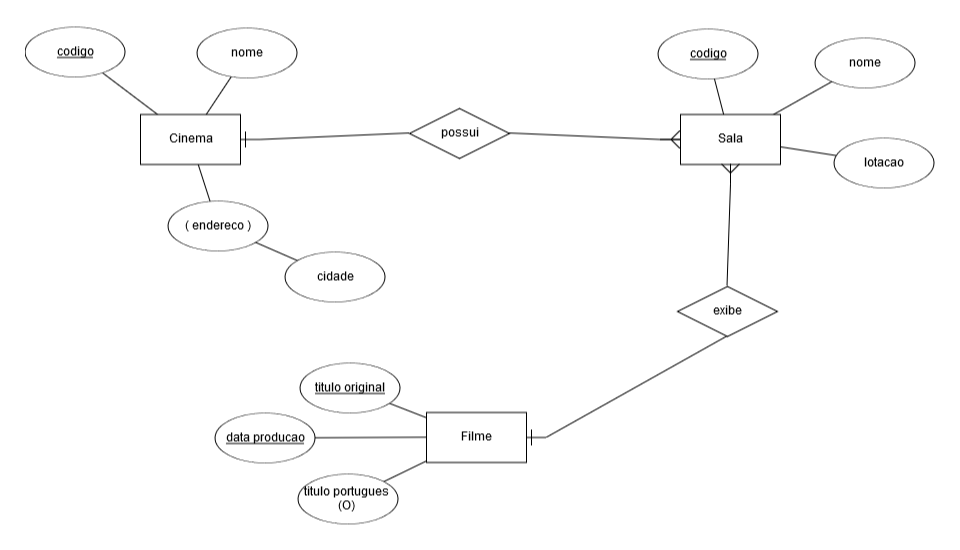 codigo
nome
codigo
nome
Cinema
possui
Sala
lotacao
( endereco )
cidade
exibe
titulo original
data producao
Filme
titulo portugues
(O)